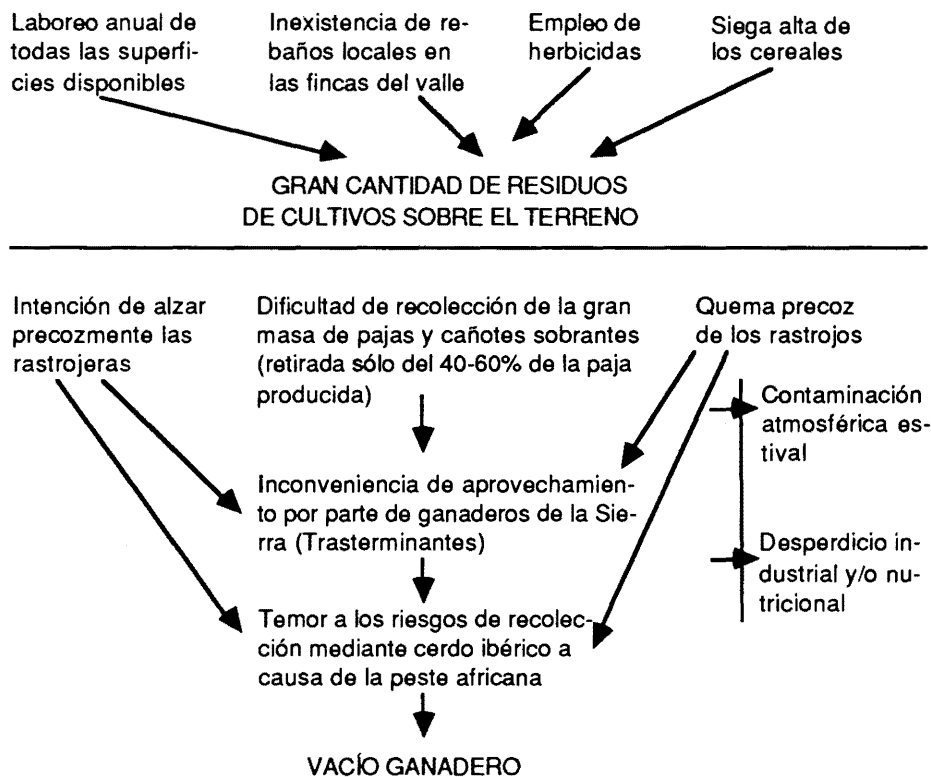 Laboreo anual de
todas las superfi-
cies disponibles
Inexistencia de re-
baños locales en
las fincas del valle
Empleo de
herbicidas
Siega alta de
los cereales
GRAN CANTIDAD DE RESIDUOS
DE CULTIVOS SOBRE EL TERRENO
Intención de alzar
precozmente las
rastrojeras
Dificultad de recolección de la gran
masa de pajas y cañotes sobrantes
(retirada sólo del 40-60% de la paja
producida)
Quema precoz
de los rastrojos
Contaminación
atmosférica es-
tival
Inconveniencia de aprovechamien-
to por parte de ganaderos de la Sie-
rra (Trasterminantes)
Desperdicio in-
dustrial y/o nu-
tricional
Temor a los riesgos de recolec-
ción mediante cerdo ibérico a
causa de la peste africana
VACÍO GANADERO